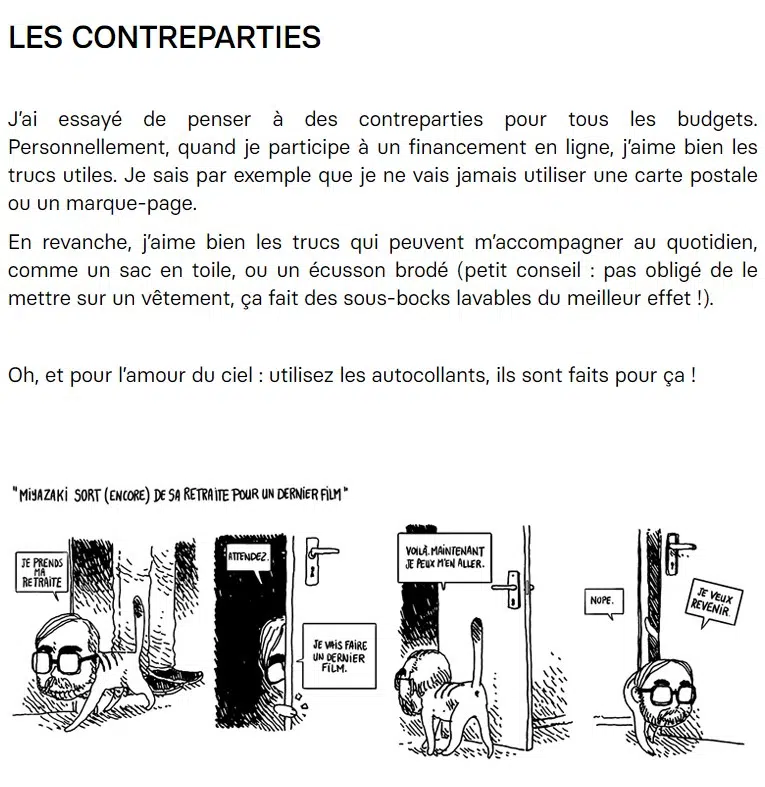 LES CONTREPARTIES
J'ai essayé de penser à des contreparties pour tous les budgets.
Personnellement, quand je participe à un financement en ligne, j'aime bien les
trucs utiles. Je sais par exemple que je ne vais jamais utiliser une carte postale
ou un marque-page.
En revanche, j'aime bien les trucs qui peuvent m'accompagner au quotidien,
comme un sac en toile, ou un écusson brodé (petit conseil : pas obligé de le
mettre sur un vêtement, ça fait des sous-bocks lavables du meilleur effet !).
Oh, et pour l'amour du ciel : utilisez les autocollants, ils sont faits pour ça !
"MIYAZAKI SORT (ENCORE) DE SA RETRAITE POUR UN DERNIER FILM"
JE PRENDS
MA
RETRAITE
ATTENDEZ.
JE VAIS FAIRE
UN DERNIER
FILM.
VOILÀ. MAINTENANT
JE PEUX M'EN ALLER.
NOPE.
JE VEUX
REVENIR